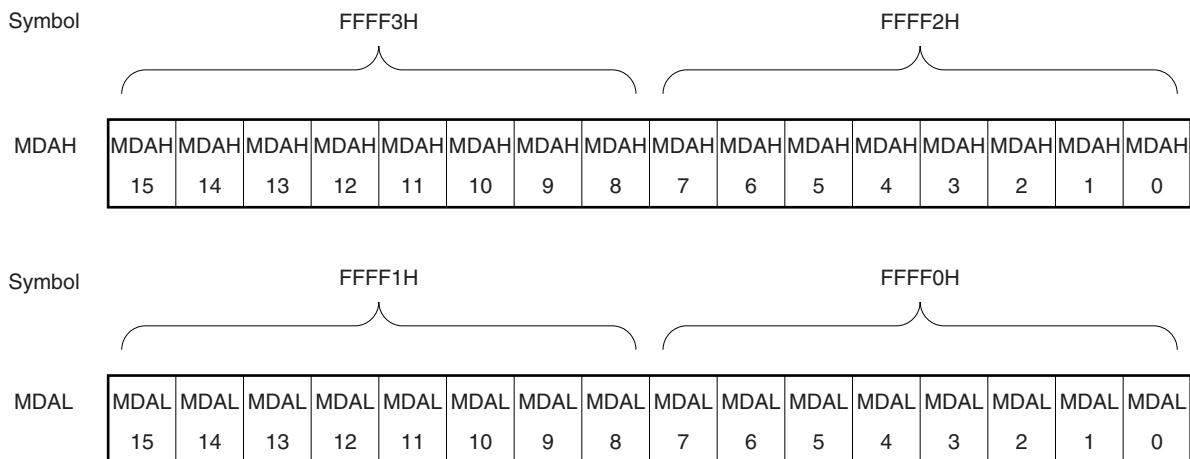 Symbol FFFF3H FFFF2H
MDAH MDAH MDAH MDAH MDAH MDAH MDAH MDAH MDAH MDAH MDAH MDAH MDAH MDAH MDAH MDAH MDAH
15 14 13 12 11 10 9 8 7 6 5 4 3 2 1 0
Symbol FFFF1H FFFF0H
MDAL MDAL MDAL MDAL MDAL MDAL MDAL MDAL MDAL MDAL MDAL MDAL MDAL MDAL MDAL MDAL MDAL
15 14 13 12 11 10 9 8 7 6 5 4 3 2 1 0